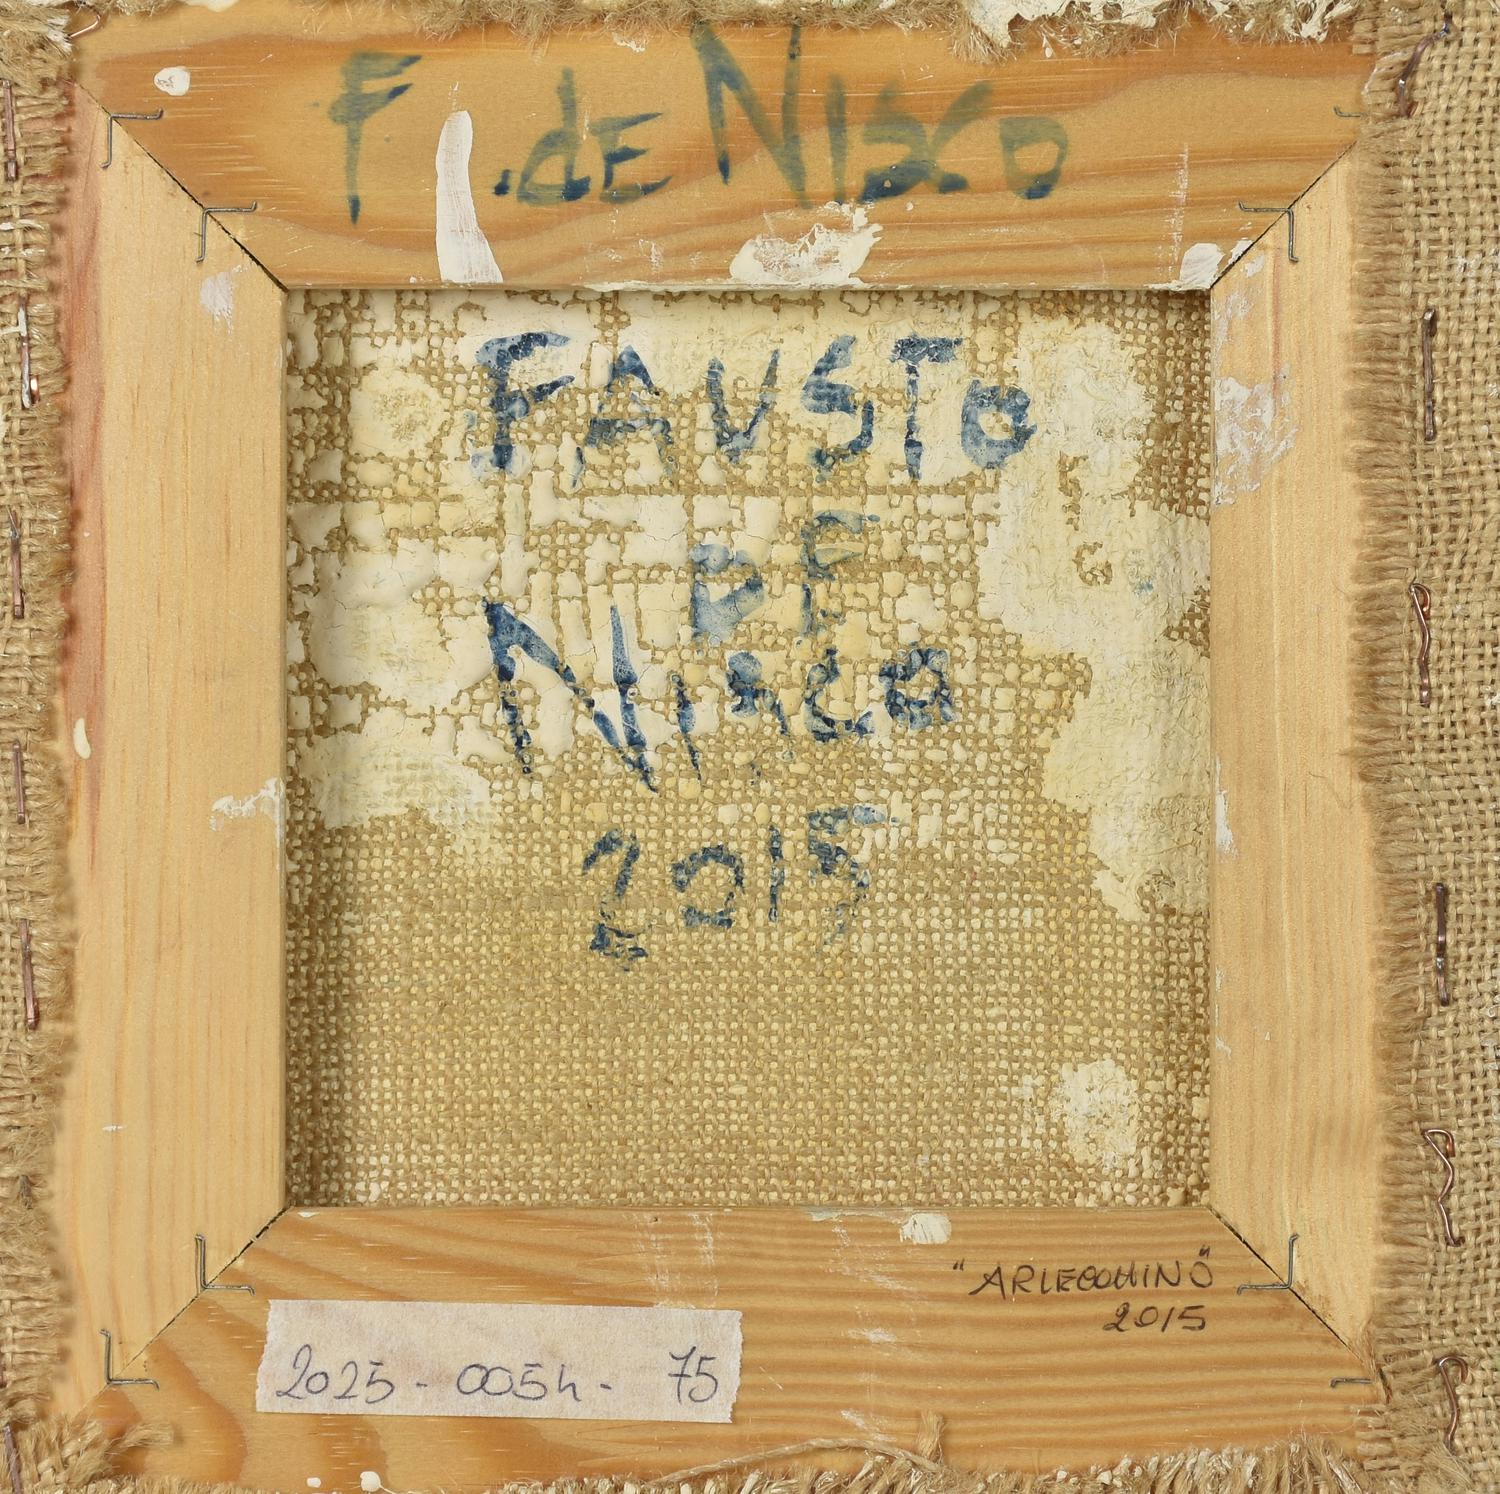 F. de NISCO
FAUSTO
DE
NISCO
2015
"ARLECCHINO"
2015
2025 - 0054 - 75